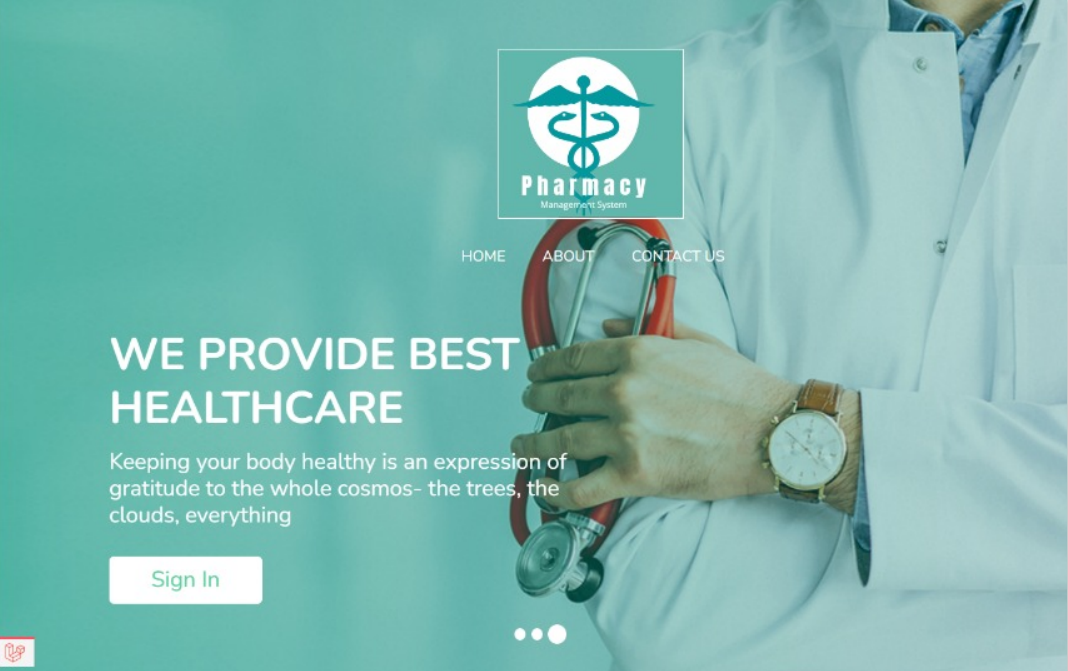 Pharmacy
Management System
HOME ABOUT CONTACT US
WE PROVIDE BEST
HEALTHCARE
Keeping your body healthy is an expression of
gratitude to the whole cosmos- the trees, the
clouds, everything
Sign In